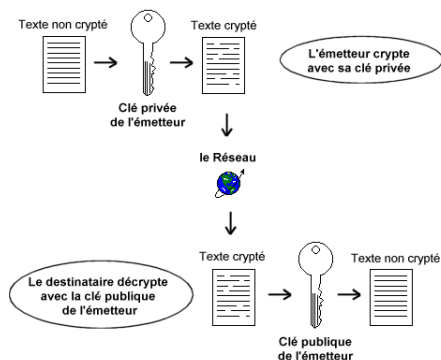 Texte non crypté
Texte crypté
L'émetteur crypte
avec sa clé privée
Clé privée
de l'émetteur
le Réseau
Texte crypté
Texte non crypté
Le destinataire décrypte
avec la clé publique
de l'émetteur
Clé publique
de l'émetteur